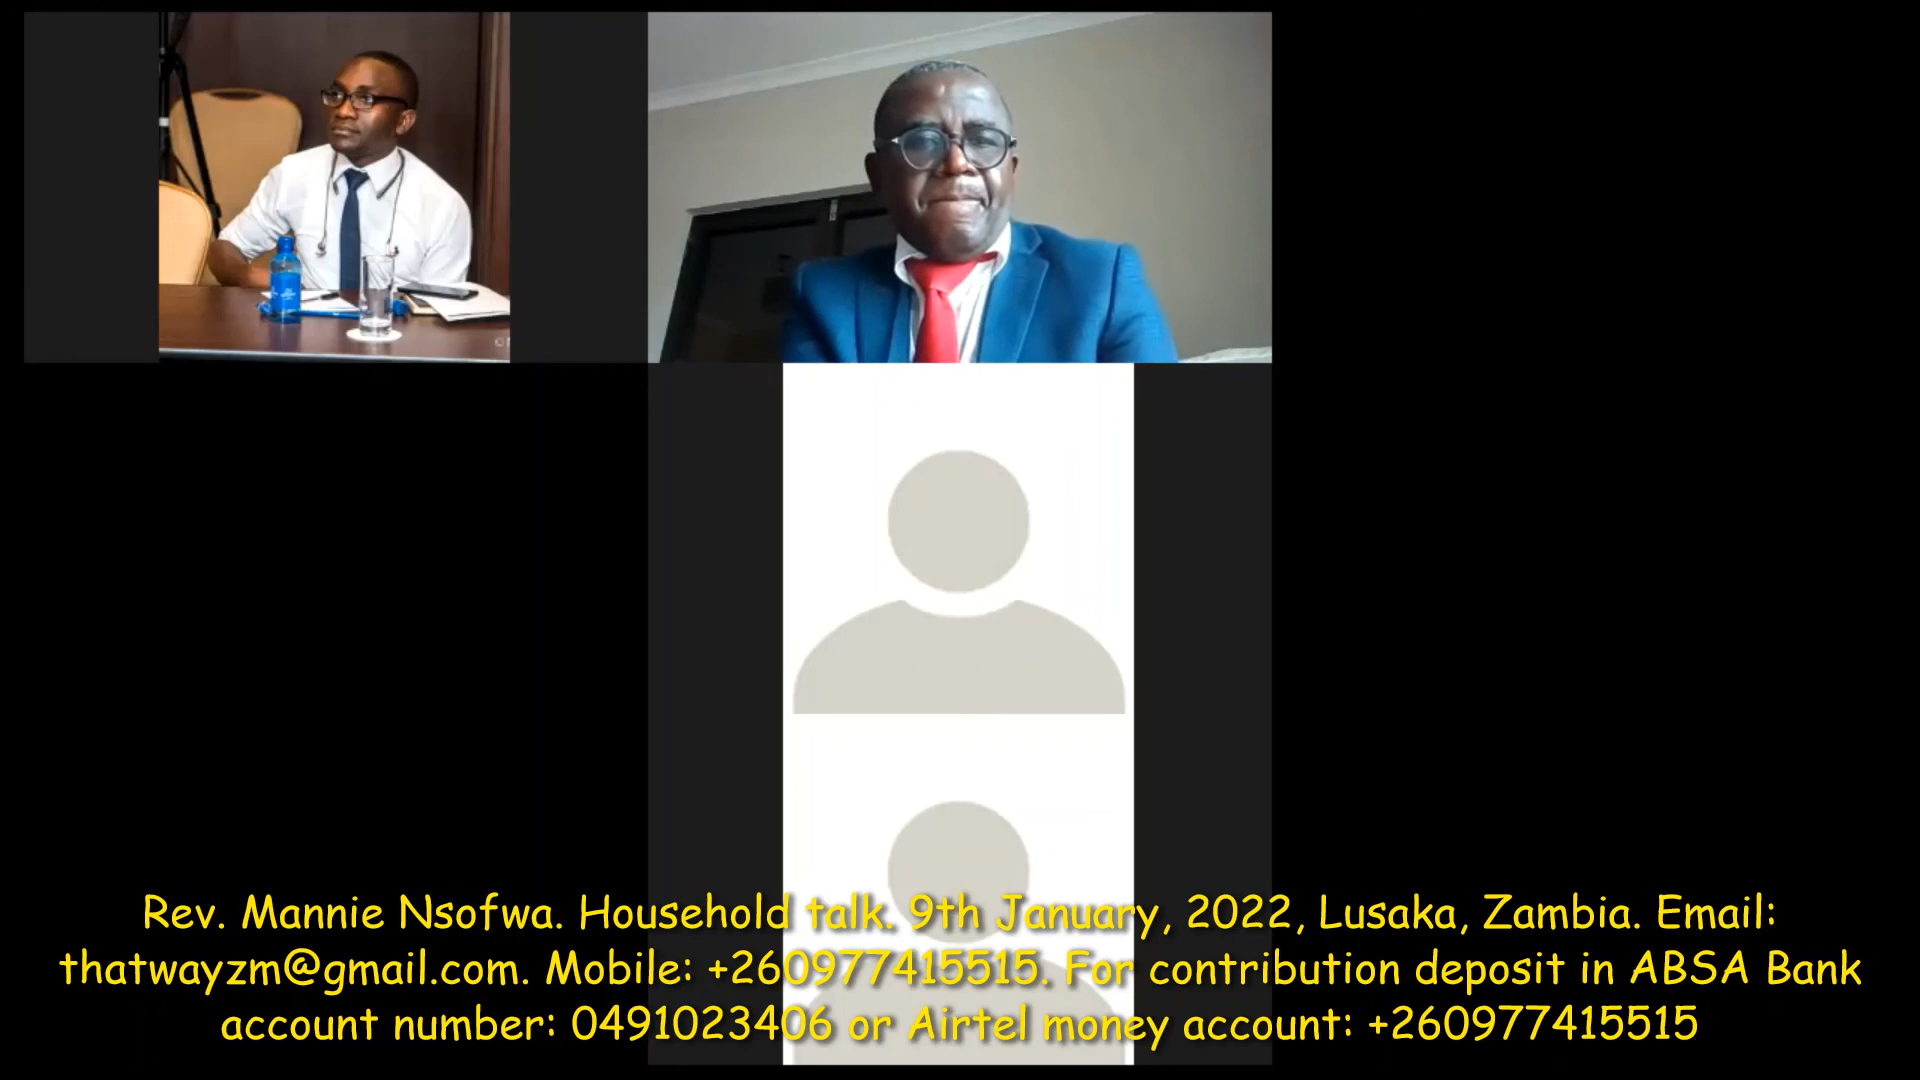 Rev. Mannie Nsofwa. Household talk. 9th January, 2022, Lusaka, Zambia. Email:
thatwayzm@gmail.com. Mobile: +260977415515. For contribution deposit in ABSA Bank
account number: 0491023406 or Airtel money account: +260977415515